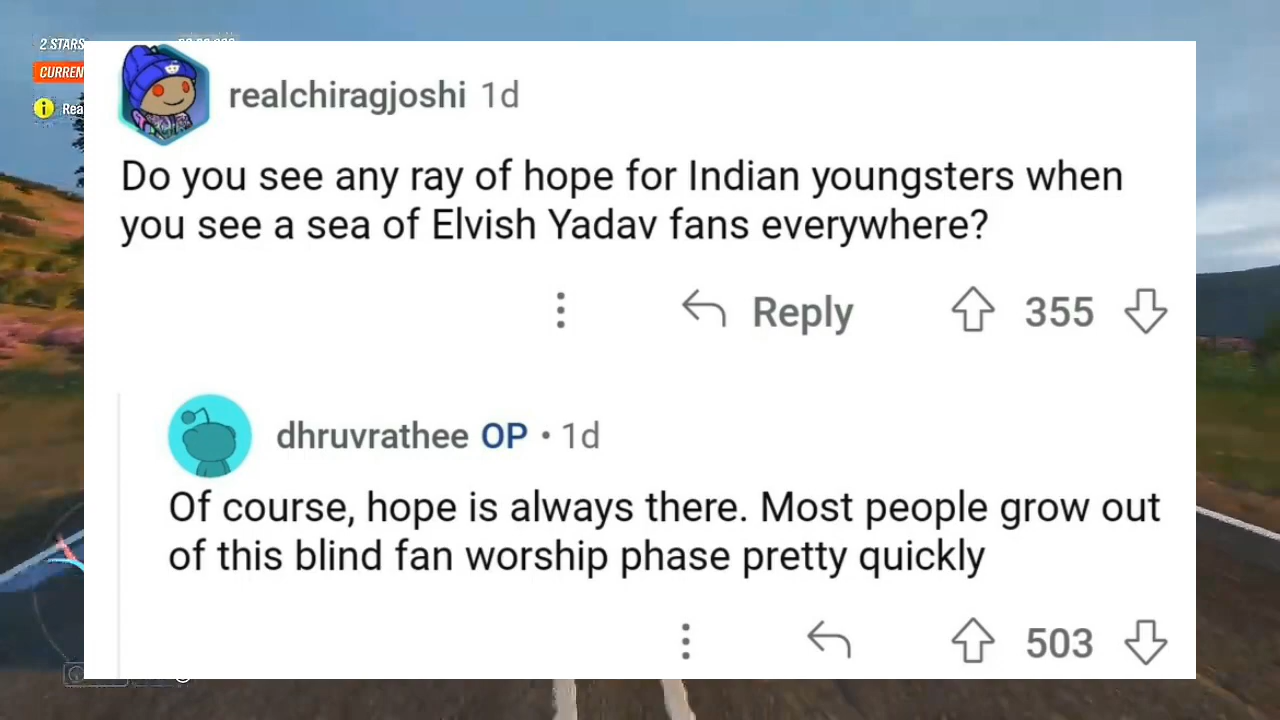 2 STARS
CURREN
Rea
realchiragjoshi 1d
Do you see any ray of hope for Indian youngsters when
you see a sea of Elvish Yadav fans everywhere?
Reply 355
dhruvrathee OP • 1d
Of course, hope is always there. Most people grow out
of this blind fan worship phase pretty quickly
503